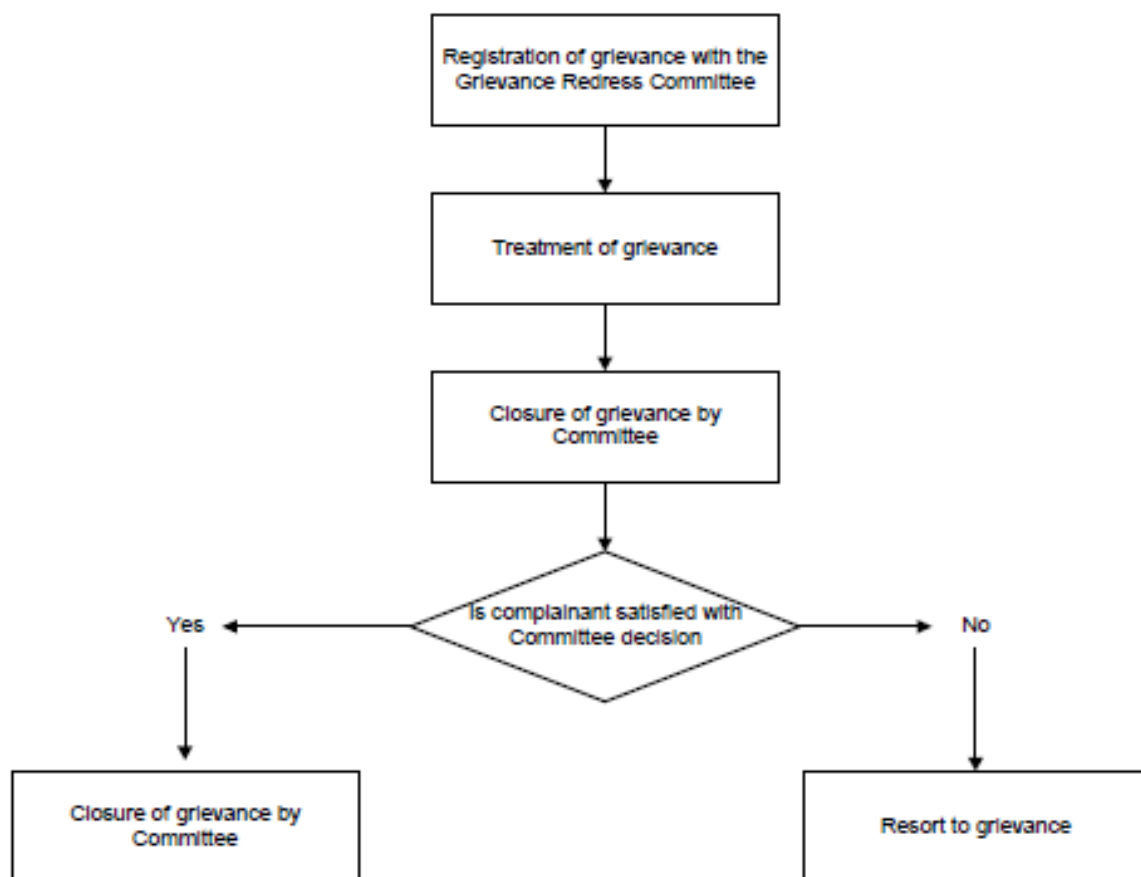 Registration of grievance with the
Grievance Redress Committee
Treatment of grievance
Closure of grievance by
Committee
Is complainant satisfied with
Committee decision
Yes
No
Closure of grievance by
Committee
Resort to grievance